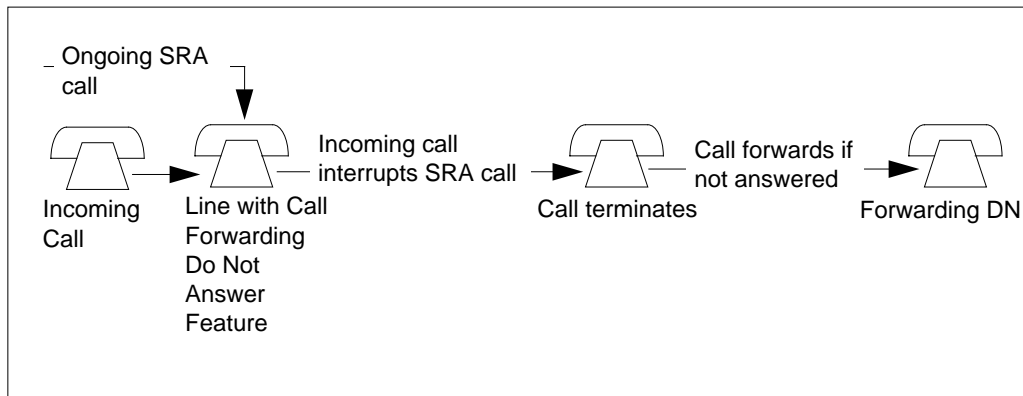 Ongoing SRA
call
Incoming call
interrupts SRA call
Call forwards if
not answered
Incoming
Call
Line with Call
Forwarding
Do Not
Answer
Feature
Call terminates
Forwarding DN